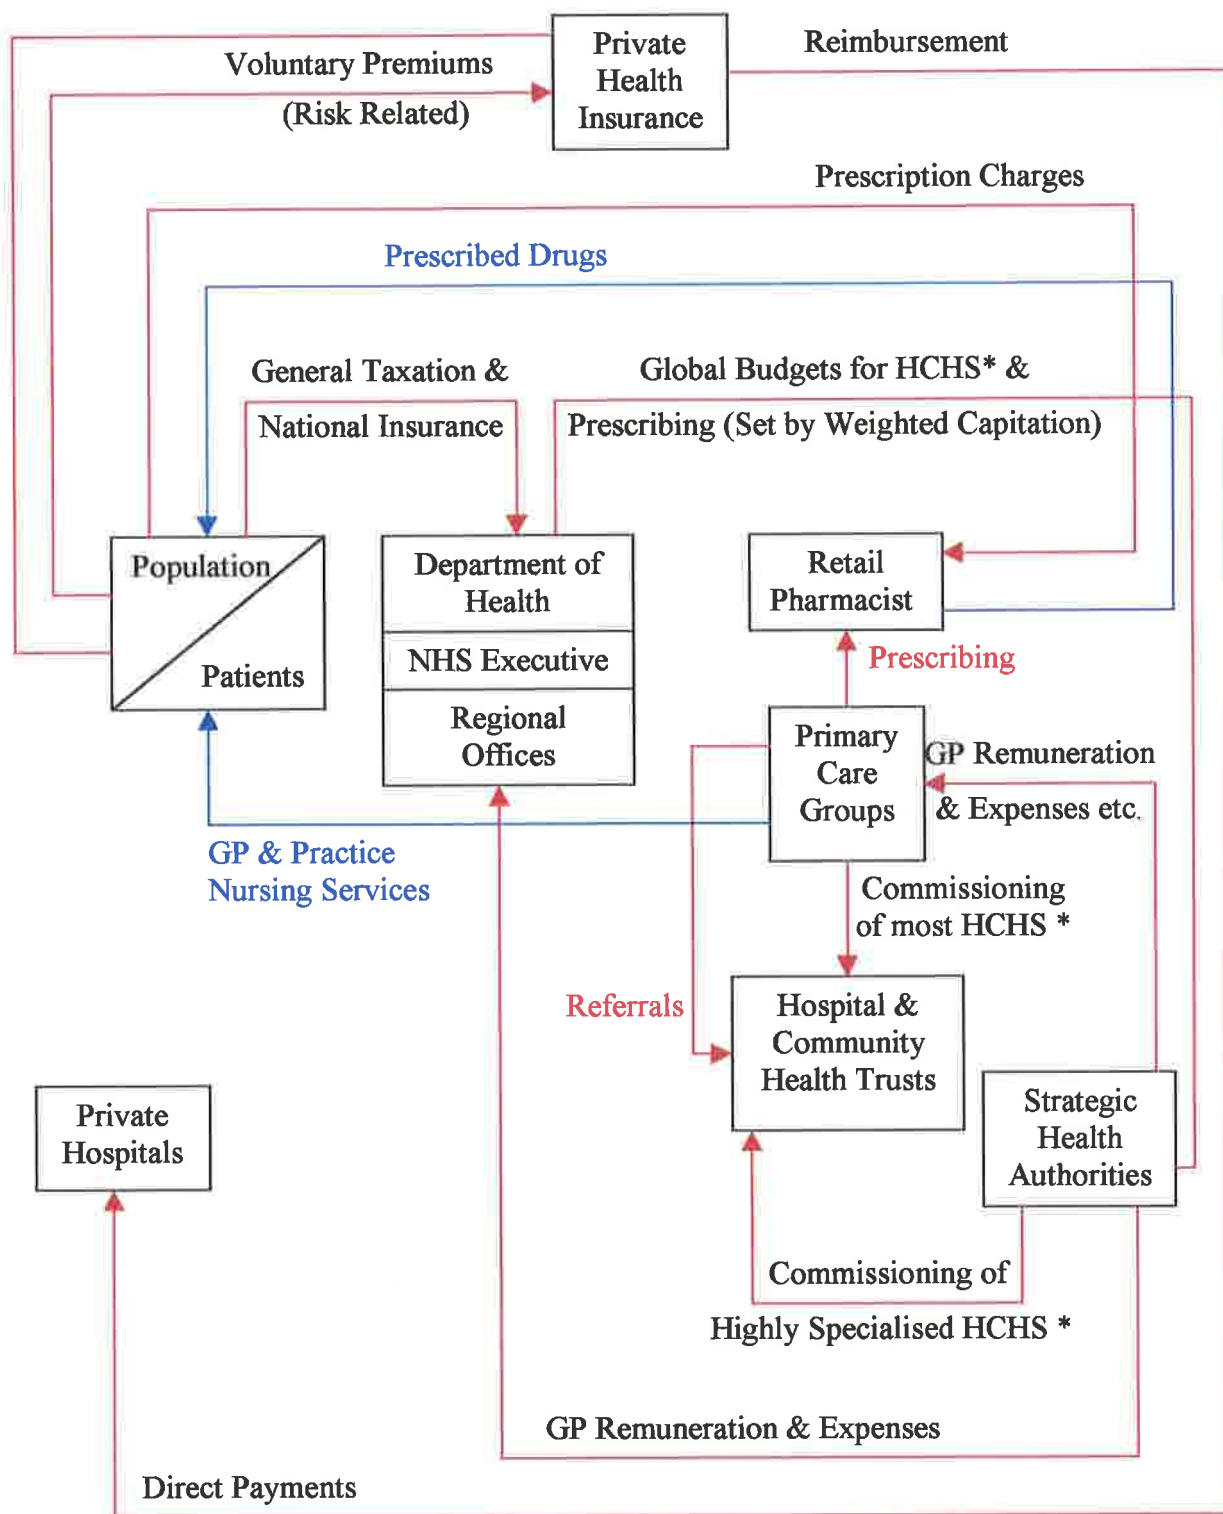 Private
Health
Insurance
Reimbursement
Voluntary Premiums
(Risk Related)
Prescription Charges
Prescribed Drugs
General Taxation &
National Insurance
Global Budgets for HCHS* &
Prescribing (Set by Weighted Capitation)
Population
Patients
Department of
Health
NHS Executive
Regional
Offices
Retail
Pharmacist
Prescribing
Primary
Care
Groups
GP Remuneration
& Expenses etc.
GP & Practice
Nursing Services
Commissioning
of most HCHS *
Referrals
Hospital &
Community
Health Trusts
Private
Hospitals
Strategic
Health
Authorities
Commissioning of
Highly Specialised HCHS *
GP Remuneration & Expenses
Direct Payments